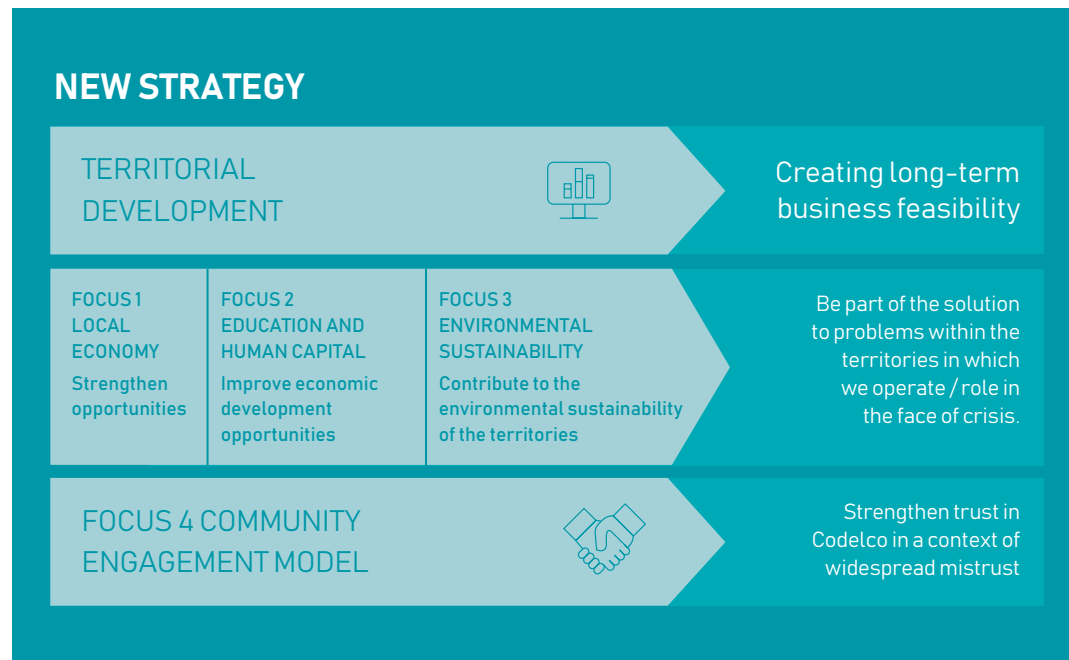 NEW STRATEGY
TERRITORIAL
DEVELOPMENT
Creating long-term
business feasibility
FOCUS 1
LOCAL
ECONOMY
Strengthen
opportunities
FOCUS 2
EDUCATION AND
HUMAN CAPITAL
Improve economic
development
opportunities
FOCUS 3
ENVIRONMENTAL
SUSTAINABILITY
Contribute to the
environmental sustainability
of the territories
Be part of the solution
to problems within the
territories in which
we operate / role in
the face of crisis.
FOCUS 4 COMMUNITY
ENGAGEMENT MODEL
Strengthen trust in
Codelco in a context of
widespread mistrust